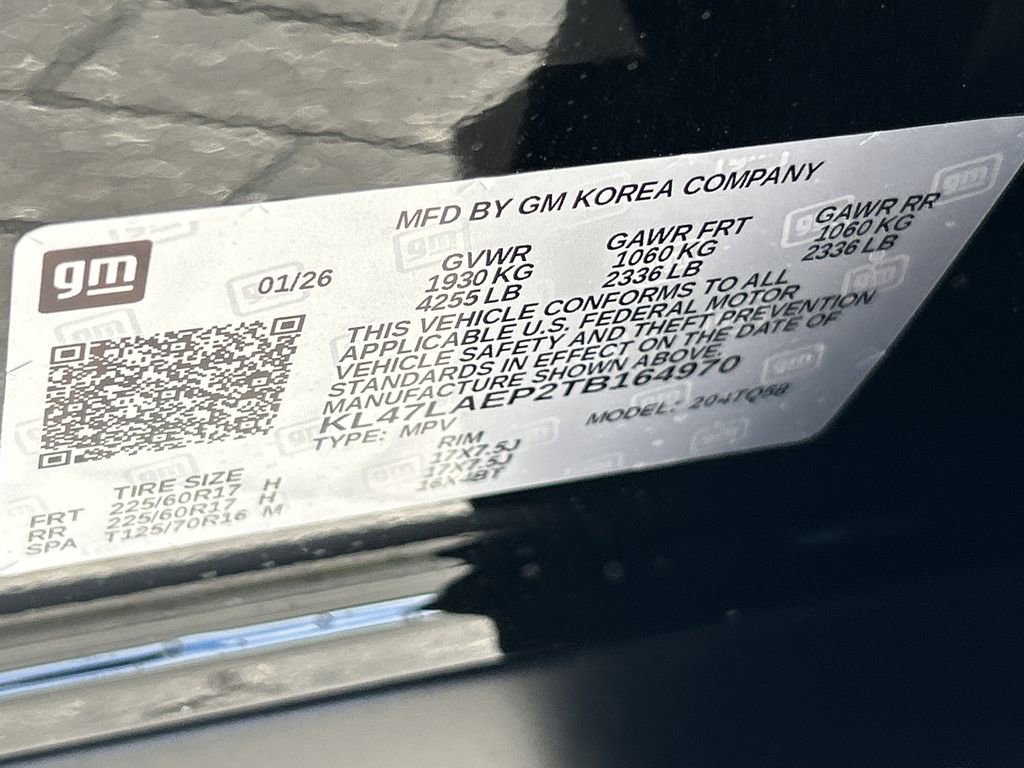 MFD BY GM KOREA COMPANY
gm
01/26
GVWR
1930 KG
4255 LB
GAWR FRT
1060 KG
2336 LB
GAWR RR
1060 KG
2336 LB
THIS VEHICLE CONFORMS TO ALL
APPLICABLE U.S. FEDERAL MOTOR
VEHICLE SAFETY AND THEFT PREVENTION
STANDARDS IN EFFECT ON THE DATE OF
MANUFACTURE SHOWN ABOVE.
KL47LAEP2TB164970
TYPE: MPV
MODEL:
TIRE SIZE
RIM
FRT 225/60R17 H 17X7.5J
RR 225/60R17 H 17X7.5J
SPA T125/70R16 M 16X4BT